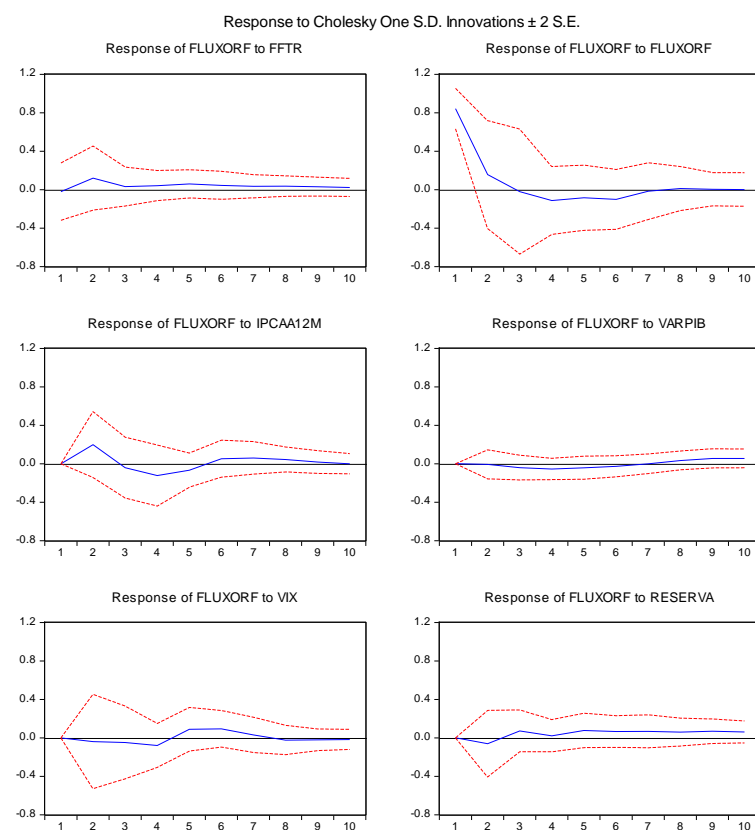 Response to Cholesky One S.D. Innovations ± 2 S.E.
Response of FLUXORF to FFTR
1.2
0.8
0.4
0.0
-0.4
-0.8
1 2 3 4 5 6 7 8 9 10
Response of FLUXORF to FLUXORF
1.2
0.8
0.4
0.0
-0.4
-0.8
1 2 3 4 5 6 7 8 9 10
Response of FLUXORF to IPCAA12M
1.2
0.8
0.4
0.0
-0.4
-0.8
1 2 3 4 5 6 7 8 9 10
Response of FLUXORF to VARPIB
1.2
0.8
0.4
0.0
-0.4
-0.8
1 2 3 4 5 6 7 8 9 10
Response of FLUXORF to VIX
1.2
0.8
0.4
0.0
-0.4
-0.8
1 2 3 4 5 6 7 8 9 10
Response of FLUXORF to RESERVA
1.2
0.8
0.4
0.0
-0.4
-0.8
1 2 3 4 5 6 7 8 9 10